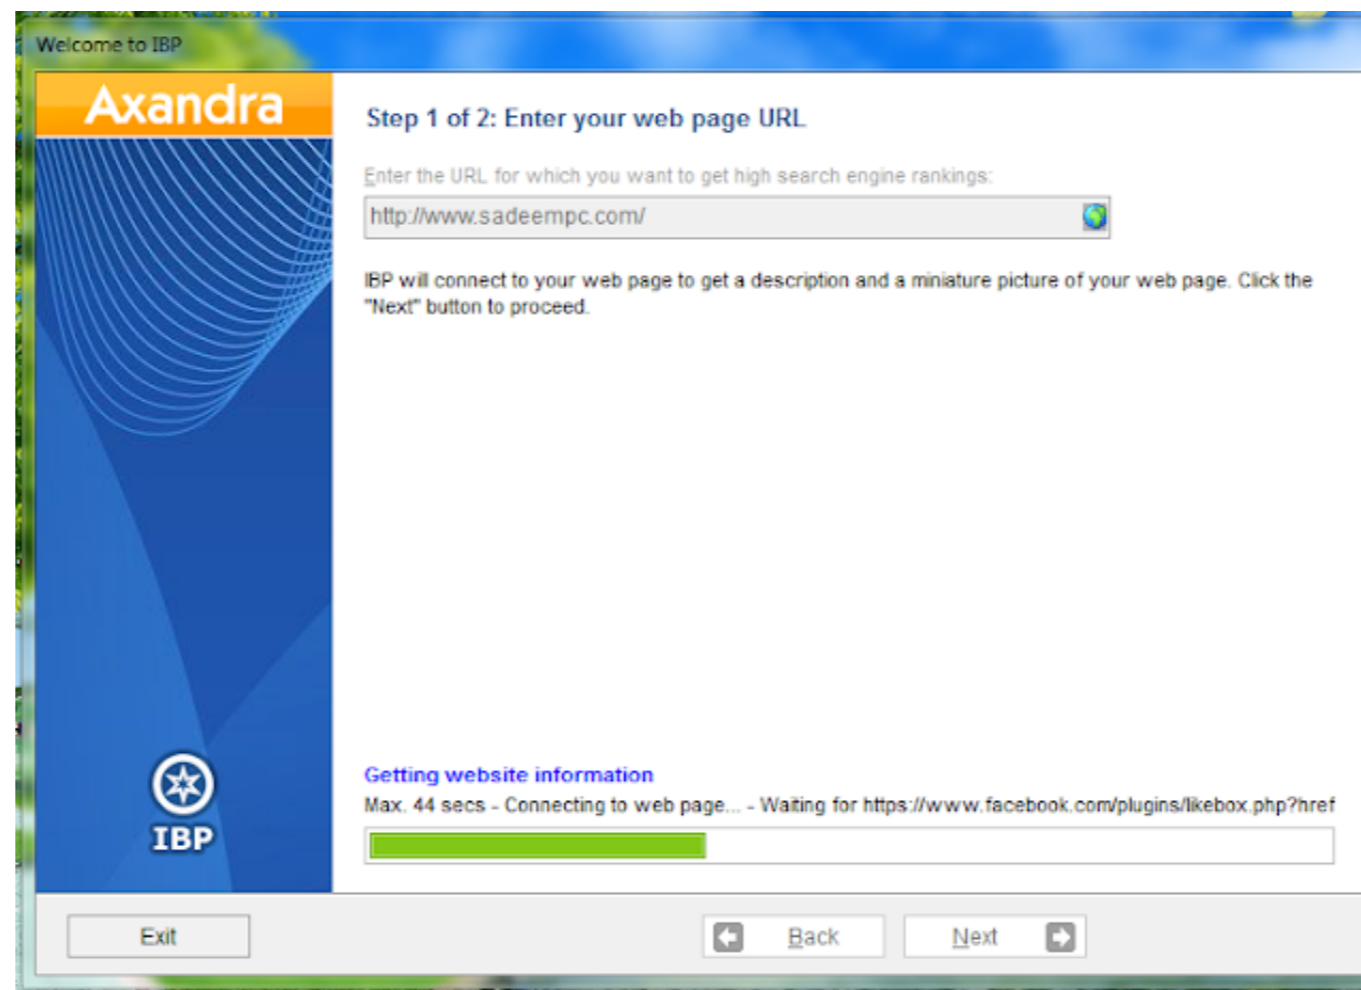 Welcome to IBP
Axandra
Step 1 of 2: Enter your web page URL
Enter the URL for which you want to get high search engine rankings:
http://www.sadeempc.com/
IBP will connect to your web page to get a description and a miniature picture of your web page. Click the
"Next" button to proceed.
Getting website information
Max. 44 secs - Connecting to web page... - Waiting for https://www.facebook.com/plugins/likebox.php?href
IBP
Exit
Back
Next